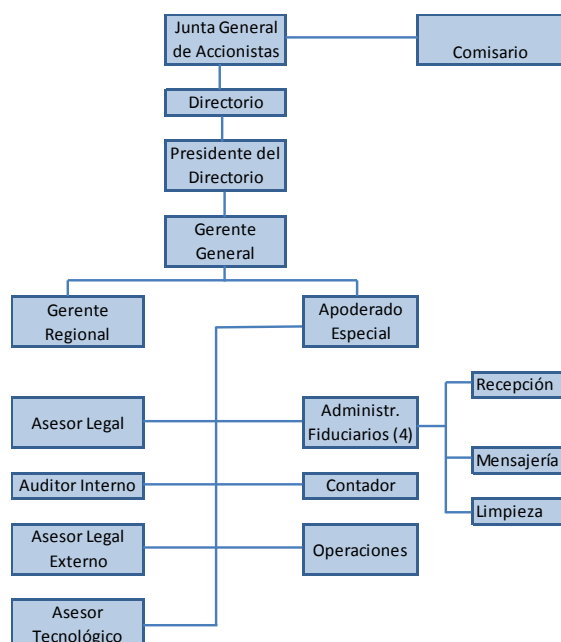 Junta General
de Accionistas
Comisario
Directorio
Presidente del
Directorio
Gerente
General
Gerente
Regional
Apoderado
Especial
Recepción
Asesor Legal
Administr.
Fiduciarios (4)
Mensajería
Auditor Interno
Contador
Limpieza
Asesor Legal
Externo
Operaciones
Asesor
Tecnológico